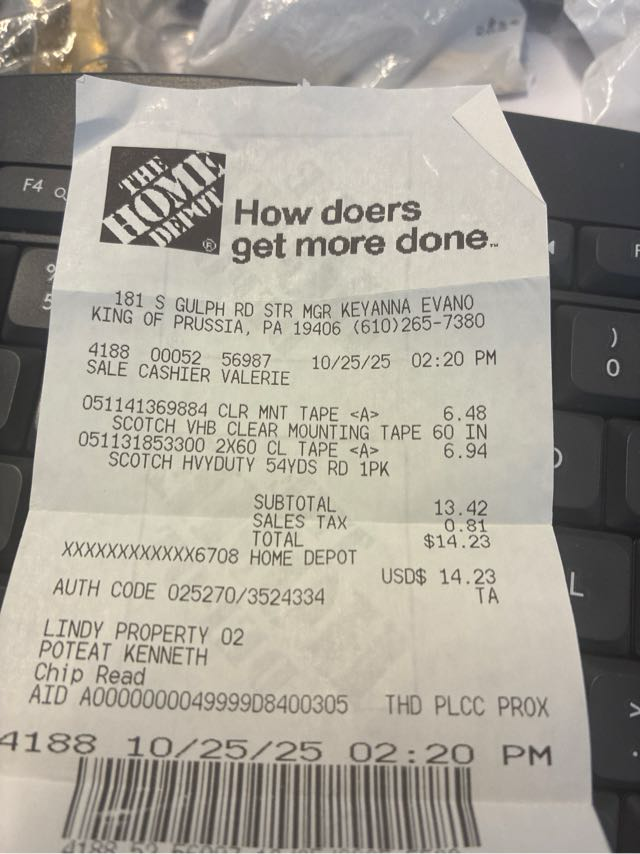 THE
HOME
DEPOT
®
How doers
get more done™
181 S GULPH RD STR MGR KEYANNA EVANO
KING OF PRUSSIA, PA 19406 (610)265-7380
4188 00052 56987 10/25/25 02:20 PM
SALE CASHIER VALERIE
051141369884 CLR MNT TAPE <A> 6.48
SCOTCH VHB CLEAR MOUNTING TAPE 60 IN
051131853300 2X60 CL TAPE <A> 6.94
SCOTCH HVYDUTY 54YDS RD 1PK
SUBTOTAL 13.42
SALES TAX 0.81
TOTAL $14.23
XXXXXXXXXXXX6708 HOME DEPOT
USD$ 14.23
AUTH CODE 025270/3524334 TA
LINDY PROPERTY 02
POTEAT KENNETH
Chip Read
AID A0000000049999D8400305 THD PLCC PROX
4188 10/25/25 02:20 PM
F4
9
5
)
0
L
>
.